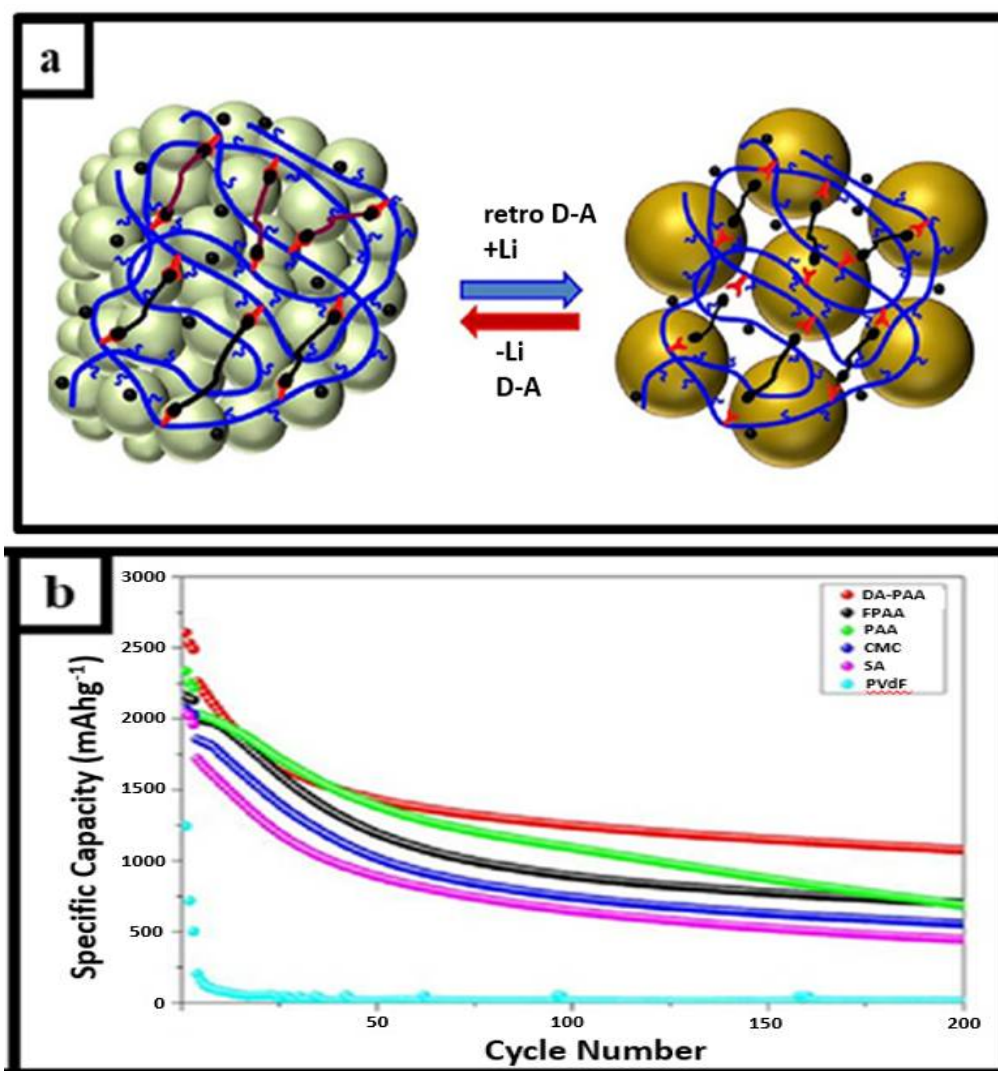 a
retro D-A
+Li
-Li
D-A
b
3000
2500
2000
1500
1000
500
0
Specific Capacity (mAhg⁻¹)
DA-PAA
FPAA
PAA
CMC
SA
PVdF
50
100
150
200
Cycle Number